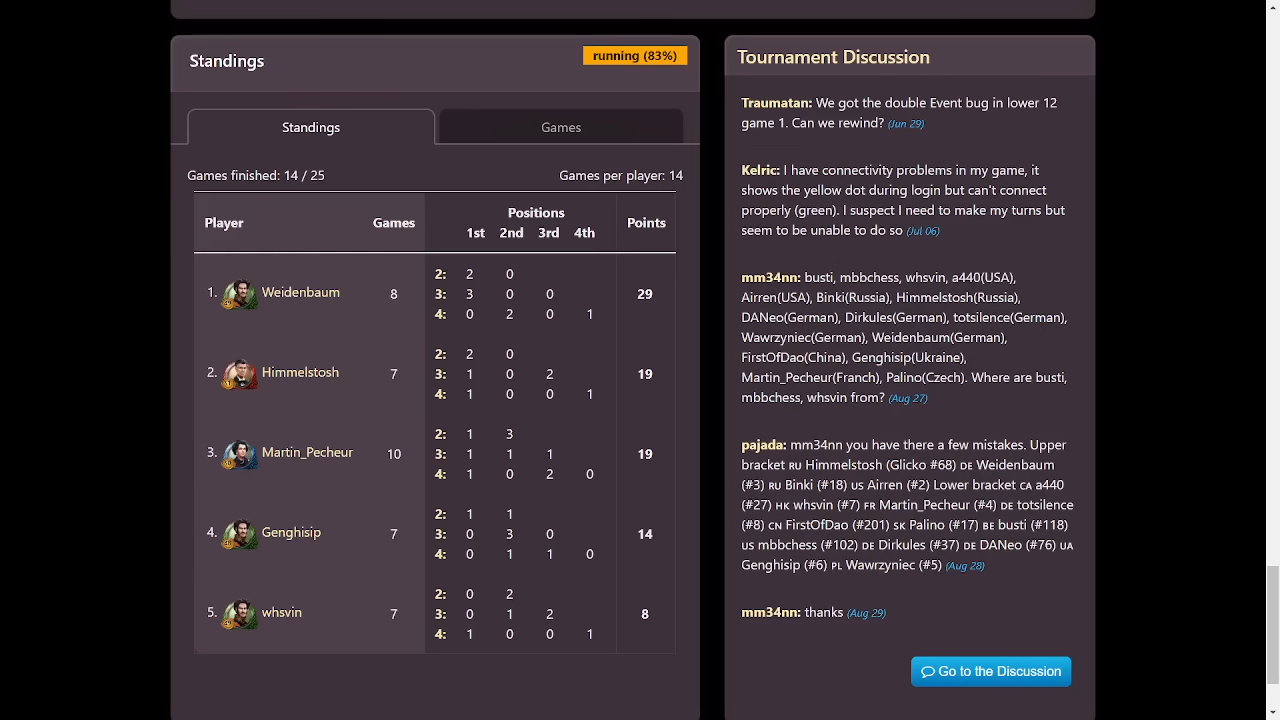 Standings
running (83%)
Standings
Games
Games finished: 14 / 25
Games per player: 14
Player Games Positions Points
1st 2nd 3rd 4th
2: 2 0
1. Weidenbaum 8 3: 3 0 0 29
4: 0 2 0 1
2: 2 0
2. Himmelstosh 7 3: 1 0 2 19
4: 1 0 0 1
2: 1 3
3. Martin_Pecheur 10 3: 1 1 1 19
4: 1 0 2 0
2: 1 1
4. Genghisip 7 3: 0 3 0 14
4: 0 1 1 0
2: 0 2
5. whsvin 7 3: 0 1 2 8
4: 1 0 0 1
Tournament Discussion
Traumatan: We got the double Event bug in lower 12
game 1. Can we rewind? (Jun 29)
Kelric: I have connectivity problems in my game, it
shows the yellow dot during login but can't connect
properly (green). I suspect I need to make my turns but
seem to be unable to do so (Jul 06)
mm34nn: busti, mbbchess, whsvin, a440(USA),
Airren(USA), Binki(Russia), Himmelstosh(Russia),
DANeo(German), Dirkules(German), totsilence(German),
Wawrzyniec(German), Weidenbaum(German),
FirstOfDao(China), Genghisip(Ukraine),
Martin_Pecheur(Franch), Palino(Czech). Where are busti,
mbbchess, whsvin from? (Aug 27)
pajada: mm34nn you have there a few mistakes. Upper
bracket RU Himmelstosh (Glicko #68) DE Weidenbaum
(#3) RU Binki (#18) US Airren (#2) Lower bracket CA a440
(#27) HK whsvin (#7) FR Martin_Pecheur (#4) DE totsilence
(#8) CN FirstOfDao (#201) SK Palino (#17) BE busti (#118)
US mbbchess (#102) DE Dirkules (#37) DE DANeo (#76) UA
Genghisip (#6) PL Wawrzyniec (#5) (Aug 28)
mm34nn: thanks (Aug 29)
Go to the Discussion